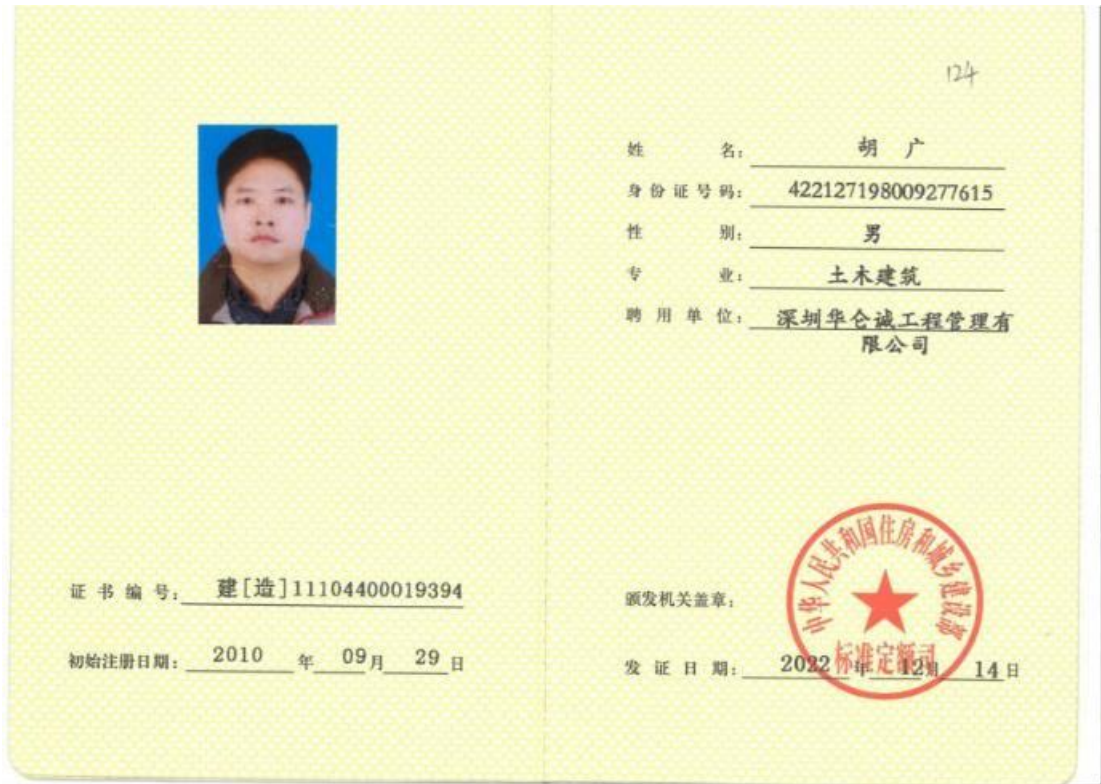 124
姓 名： 胡 广
身份证号码： 422127198009277615
性 别： 男
专 业： 土木建筑
聘用单位： 深圳华仑诚工程管理有
限公司
证书编号： 建[造]11104400019394
初始注册日期： 2010 年 09 月 29 日
颁发机关盖章：
中华人民共和国住房和城乡建设部
标准定额司
发证日期： 2022 年 12 月 14 日